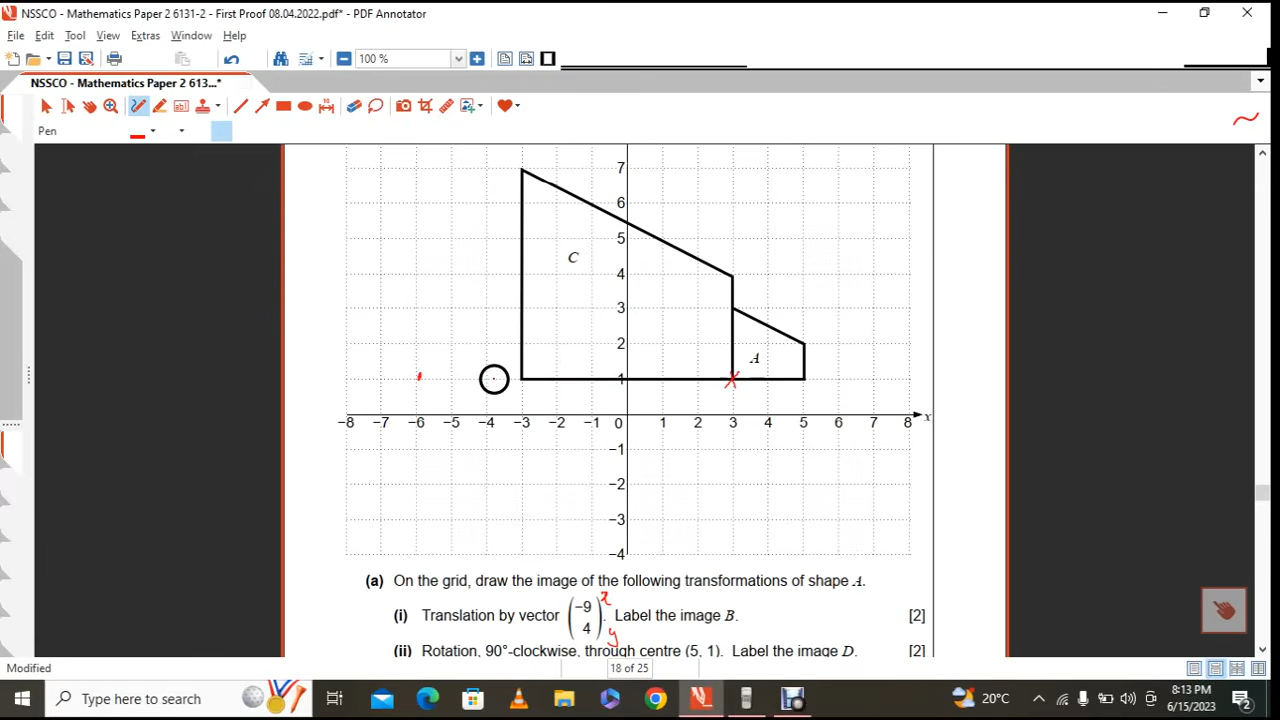 NSSCO - Mathematics Paper 2 6131-2 - First Proof 08.04.2022.pdf* - PDF Annotator
File Edit Tool View Extras Window Help
100 %
NSSCO - Mathematics Paper 2 613...*
Pen
7
6
5
C
4
3
2
A
1
-8 -7 -6 -5 -4 -3 -2 -1 0 1 2 3 4 5 6 7 8 x
-1
-2
-3
-4
(a) On the grid, draw the image of the following transformations of shape A.
(i) Translation by vector (-9 4). Label the image B. [2]
x
y
(ii) Rotation, 90°-clockwise, through centre (5, 1). Label the image D. [2]
Modified 18 of 25
Type here to search 20°C 8:13 PM
6/15/2023 2